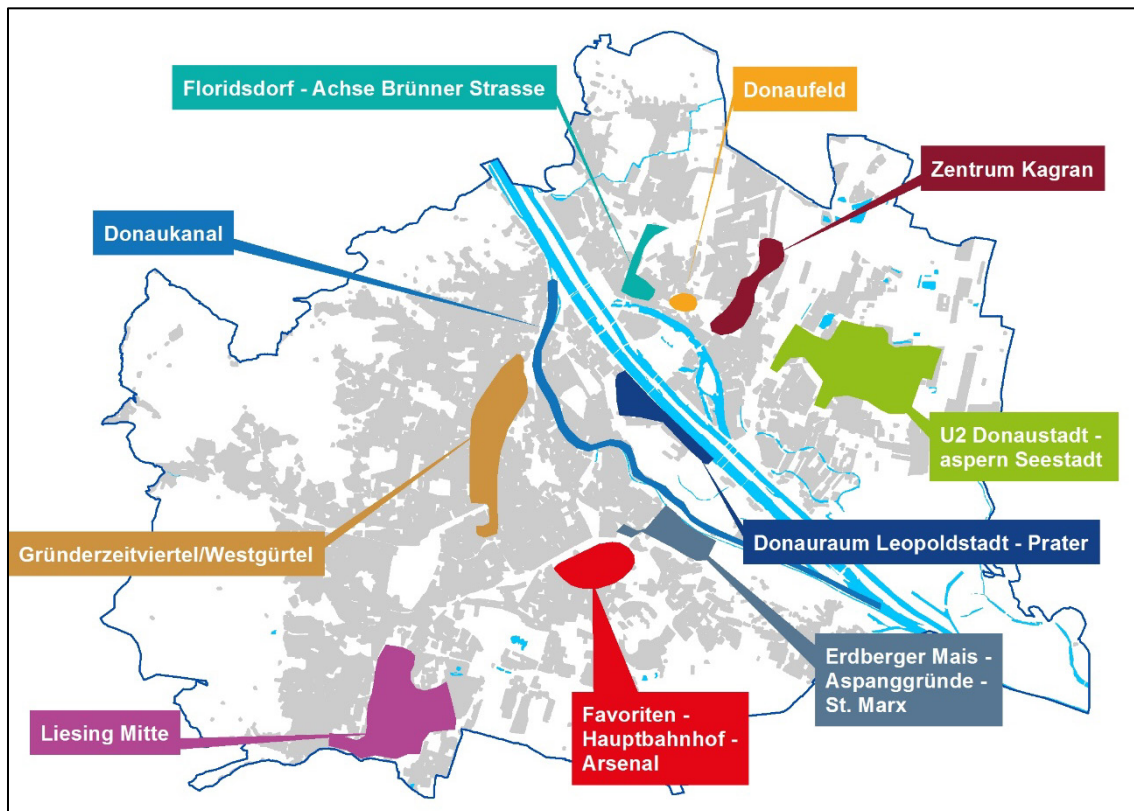 Floridsdorf - Achse Brünner Strasse
Donaufeld
Zentrum Kagran
Donaukanal
U2 Donaustadt -
aspern Seestadt
Gründerzeitviertel/Westgürtel
Donauraum Leopoldstadt - Prater
Erdberger Mais -
Aspanggründe -
St. Marx
Liesing Mitte
Favoriten -
Hauptbahnhof -
Arsenal